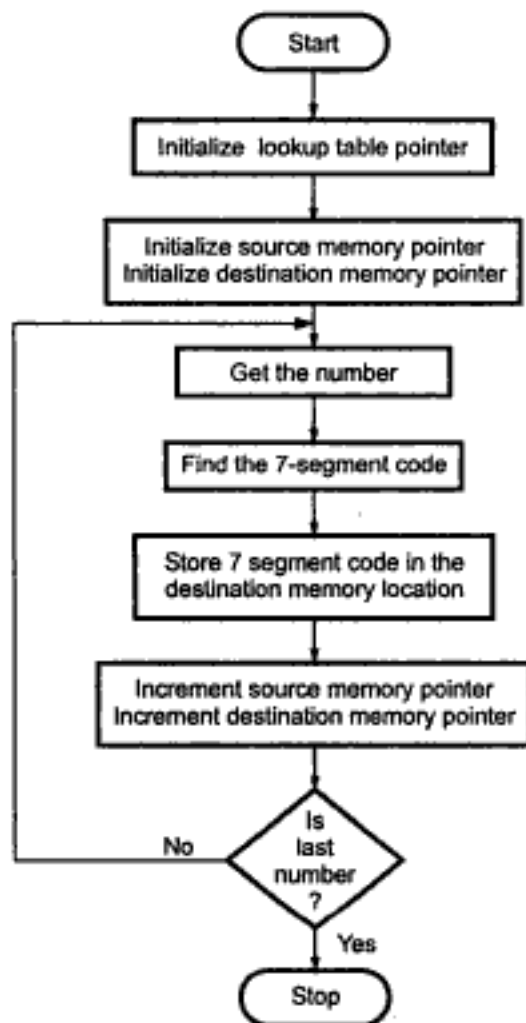 Start
Initialize lookup table pointer
Initialize source memory pointer
Initialize destination memory pointer
Get the number
Find the 7-segment code
Store 7 segment code in the
destination memory location
Increment source memory pointer
Increment destination memory pointer
Is
last
number
?
No
Yes
Stop